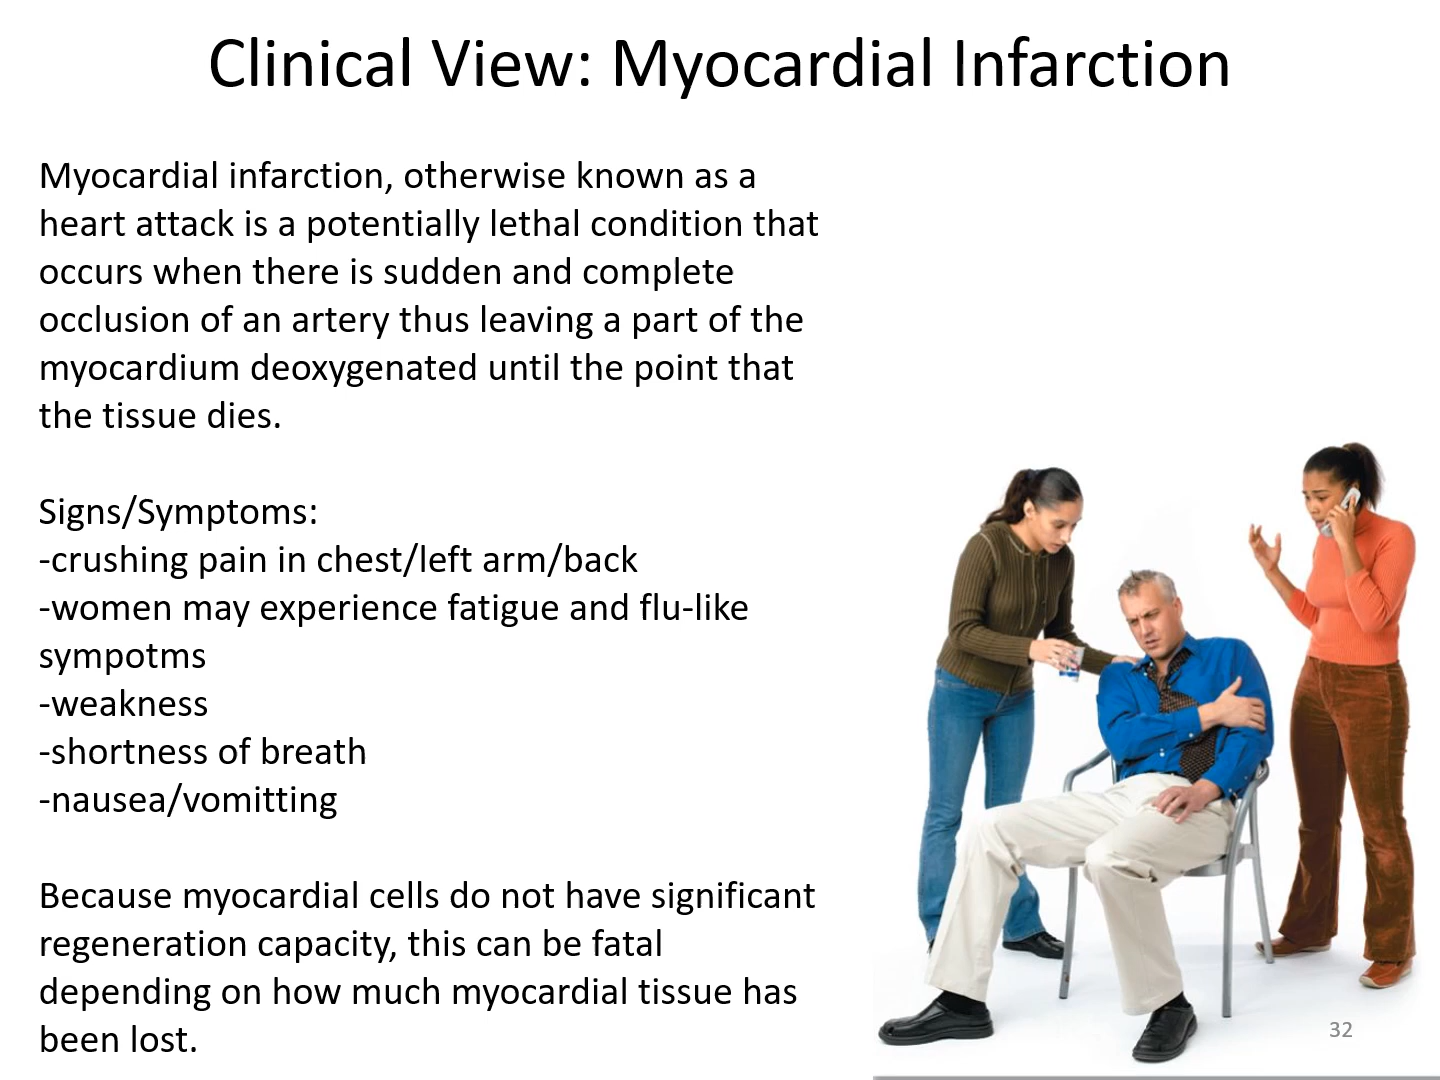 Clinical View: Myocardial Infarction
Myocardial infarction, otherwise known as a
heart attack is a potentially lethal condition that
occurs when there is sudden and complete
occlusion of an artery thus leaving a part of the
myocardium deoxygenated until the point that
the tissue dies.
Signs/Symptoms:
-crushing pain in chest/left arm/back
-women may experience fatigue and flu-like
sympotms
-weakness
-shortness of breath
-nausea/vomitting
Because myocardial cells do not have significant
regeneration capacity, this can be fatal
depending on how much myocardial tissue has
been lost.
32